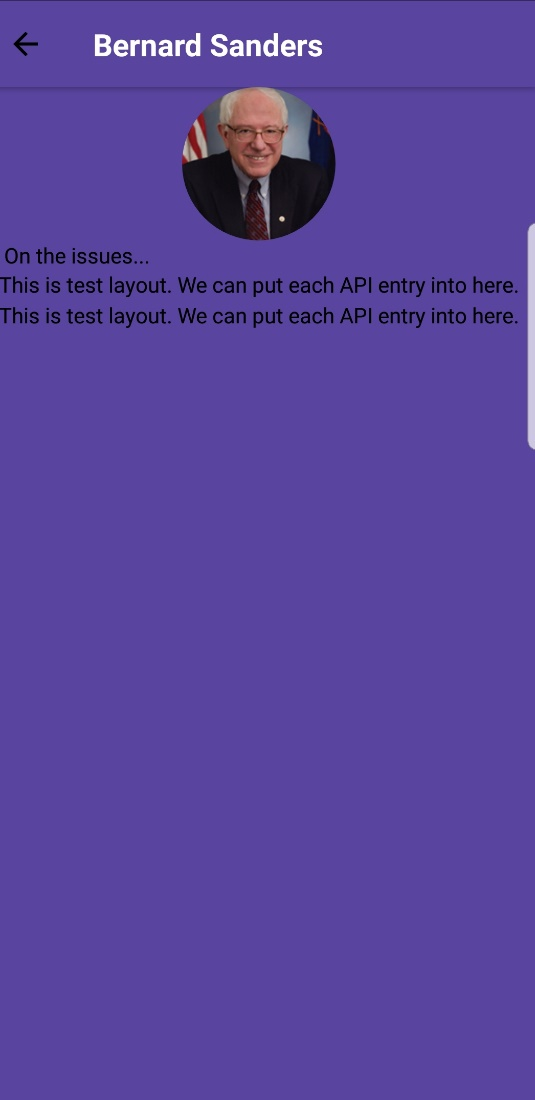 Bernard Sanders
On the issues...
This is test layout. We can put each API entry into here.
This is test layout. We can put each API entry into here.